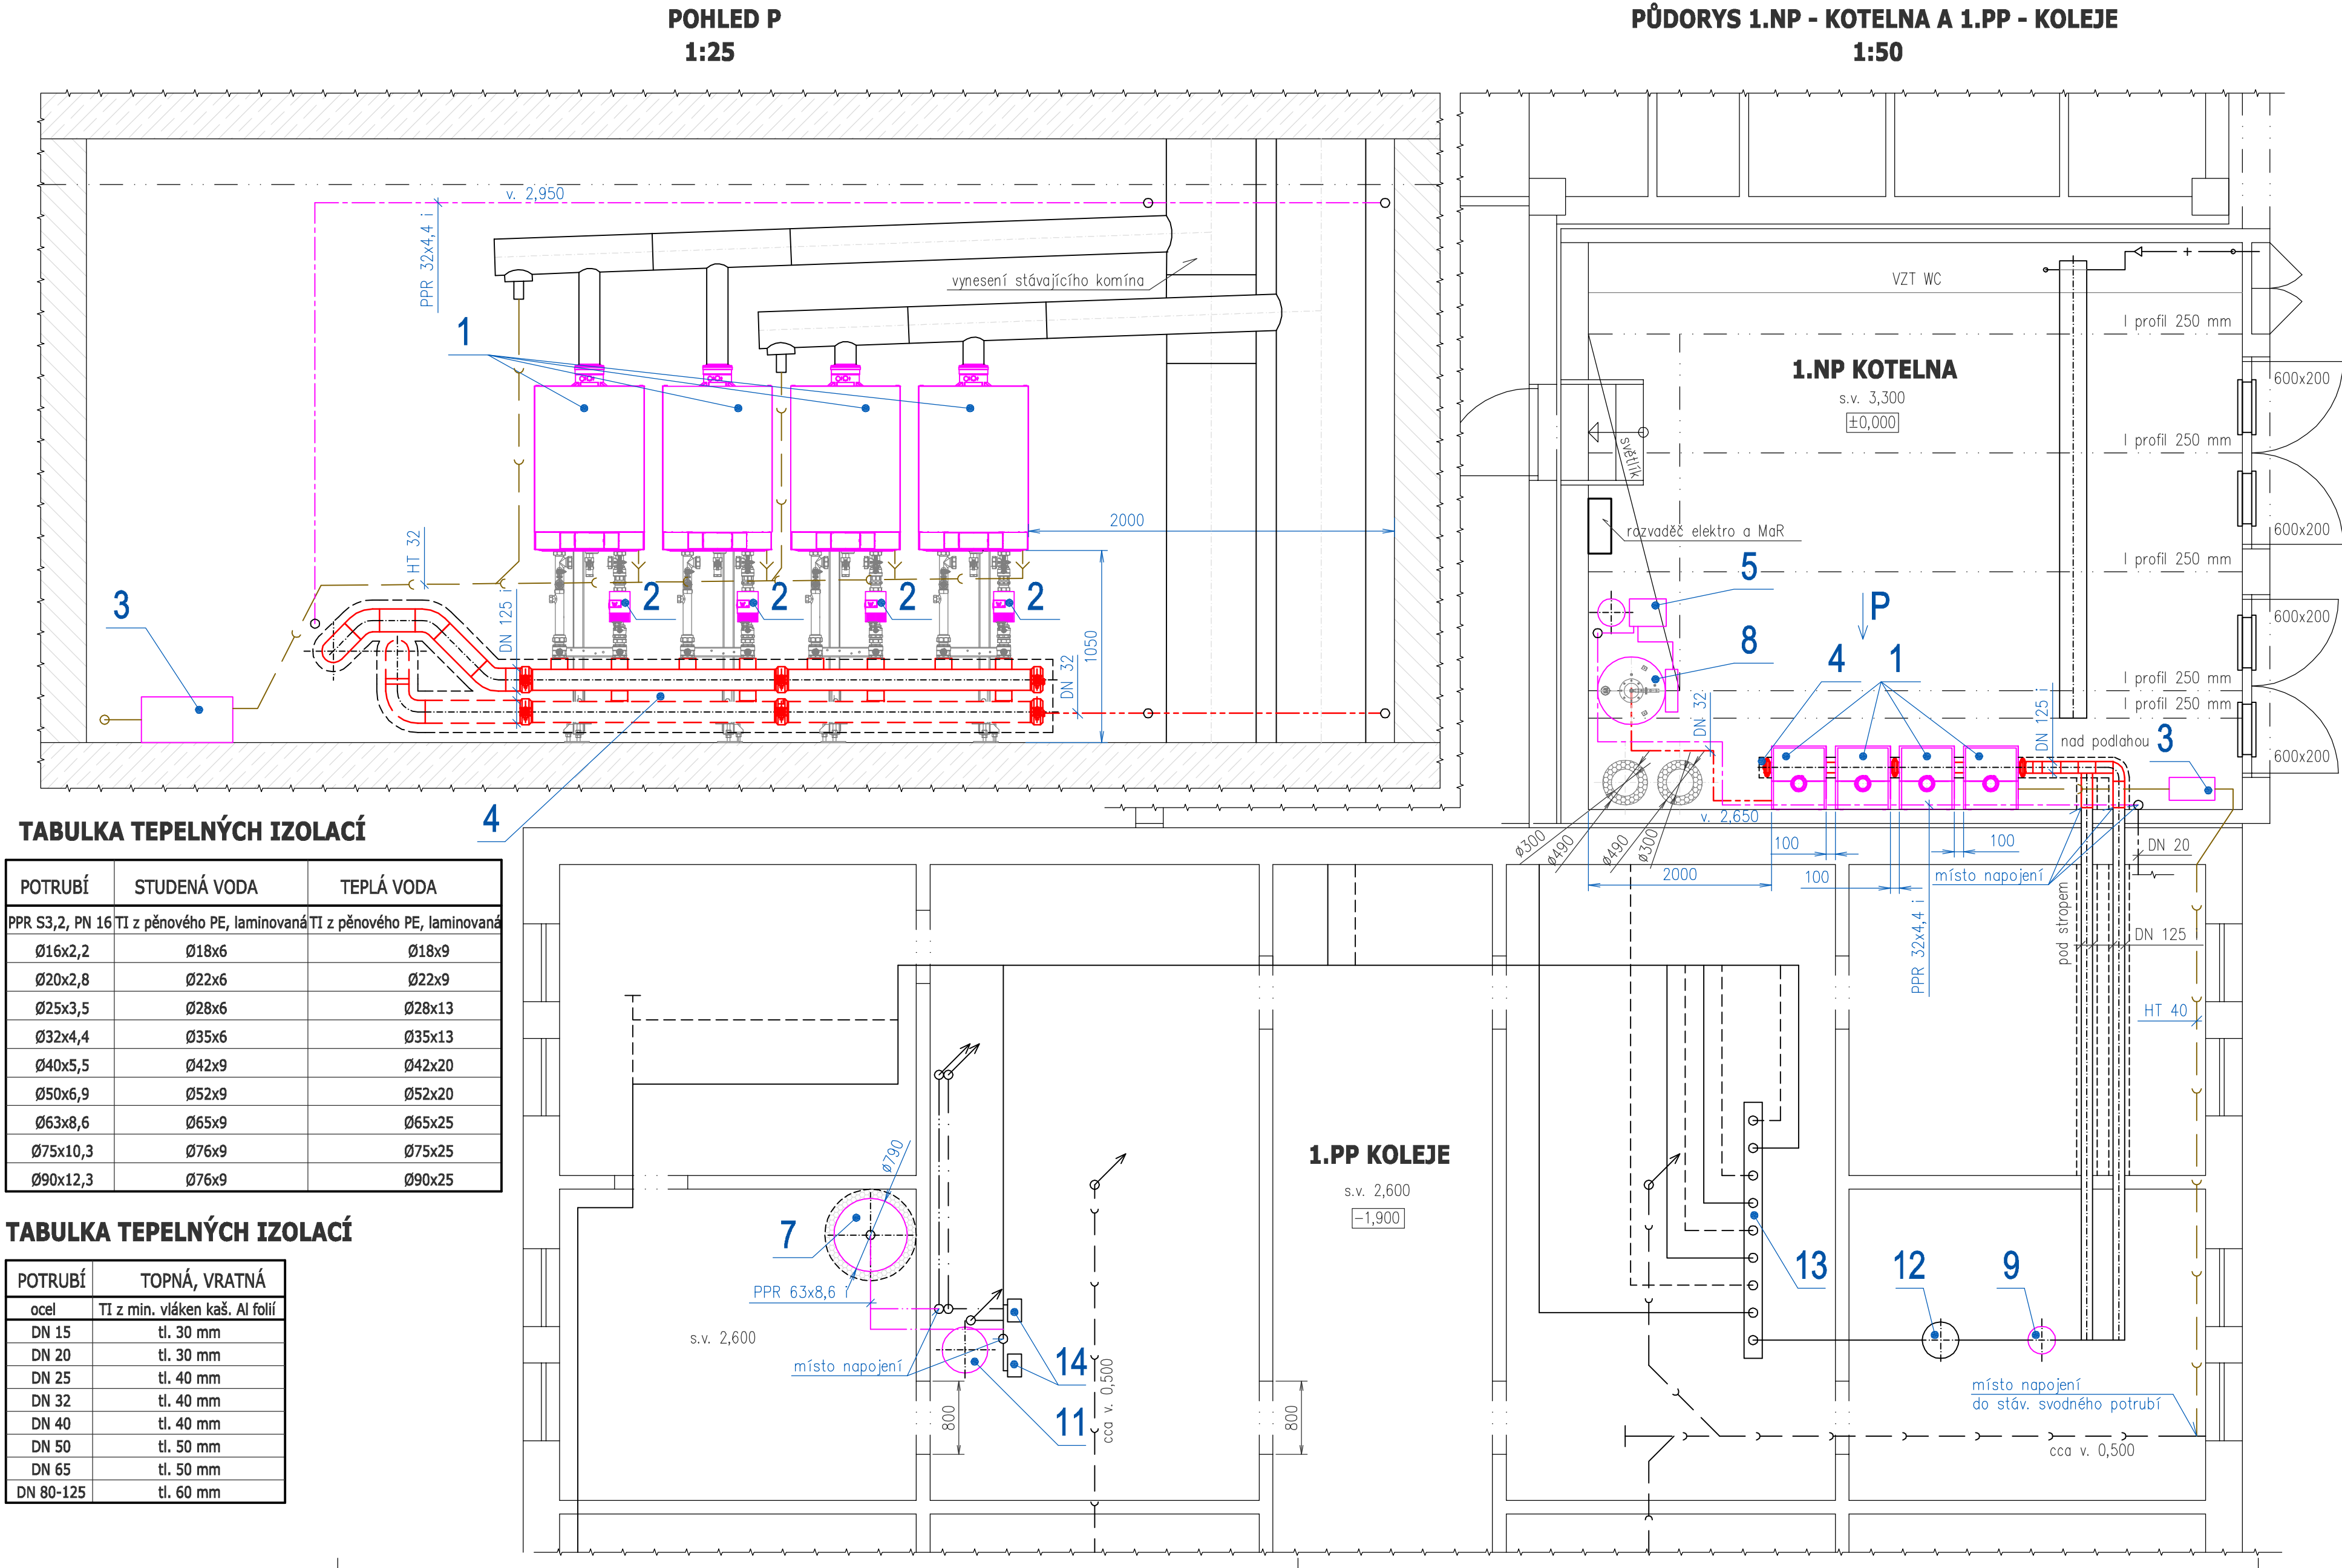 POHLED P
1:25
PŮDORYS 1.NP - KOTELNA A 1.PP - KOLEJE
1:50
v. 2,950
PPR 32x4,4 i
vynesení stávajícího komína
1
HT 32
2000
3
DN 125 i
2
2
2
2
1050
DN 32
4
VZT WC
I profil 250 mm
1.NP KOTELNA
s.v. 3,300
±0,000
600x200
I profil 250 mm
světlík
rozvaděč elektro a MaR
600x200
5
I profil 250 mm
P
600x200
8
4
1
I profil 250 mm
I profil 250 mm
DN 32
DN 125 i
nad podlahou
3
600x200
v. 2,650
Ø300
Ø490
Ø490
Ø300
100
100
DN 20
2000
100
místo napojení
PPR 32x4,4 i
pod stropem
DN 125
HT 40
TABULKA TEPELNÝCH IZOLACÍ
POTRUBÍ STUDENÁ VODA TEPLÁ VODA
PPR S3,2, PN 16 TI z pěnového PE, laminovaná TI z pěnového PE, laminovaná
Ø16x2,2 Ø18x6 Ø18x9
Ø20x2,8 Ø22x6 Ø22x9
Ø25x3,5 Ø28x6 Ø28x13
Ø32x4,4 Ø35x6 Ø35x13
Ø40x5,5 Ø42x9 Ø42x20
Ø50x6,9 Ø52x9 Ø52x20
Ø63x8,6 Ø65x9 Ø65x25
Ø75x10,3 Ø76x9 Ø75x25
Ø90x12,3 Ø76x9 Ø90x25
TABULKA TEPELNÝCH IZOLACÍ
POTRUBÍ TOPNÁ, VRATNÁ
ocel TI z min. vláken kaš. Al folií
DN 15 tl. 30 mm
DN 20 tl. 30 mm
DN 25 tl. 40 mm
DN 32 tl. 40 mm
DN 40 tl. 40 mm
DN 50 tl. 50 mm
DN 65 tl. 50 mm
DN 80-125 tl. 60 mm
1.PP KOLEJE
s.v. 2,600
-1,900
Ø790
7
PPR 63x8,6 i
s.v. 2,600
místo napojení
14
11
800
cca v. 0,500
800
13
12
9
místo napojení
do stáv. svodného potrubí
cca v. 0,500